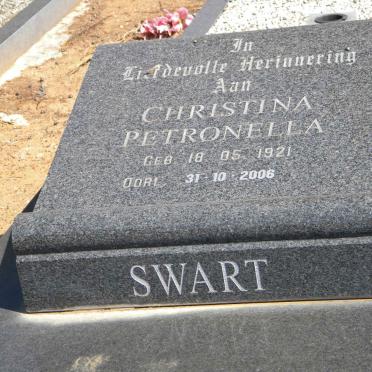 In
Liefdevolle Herinnering
Aan
CHRISTINA
PETRONELLA
GEB. 18 05 1921
OORL. 31-10-2006
SWART